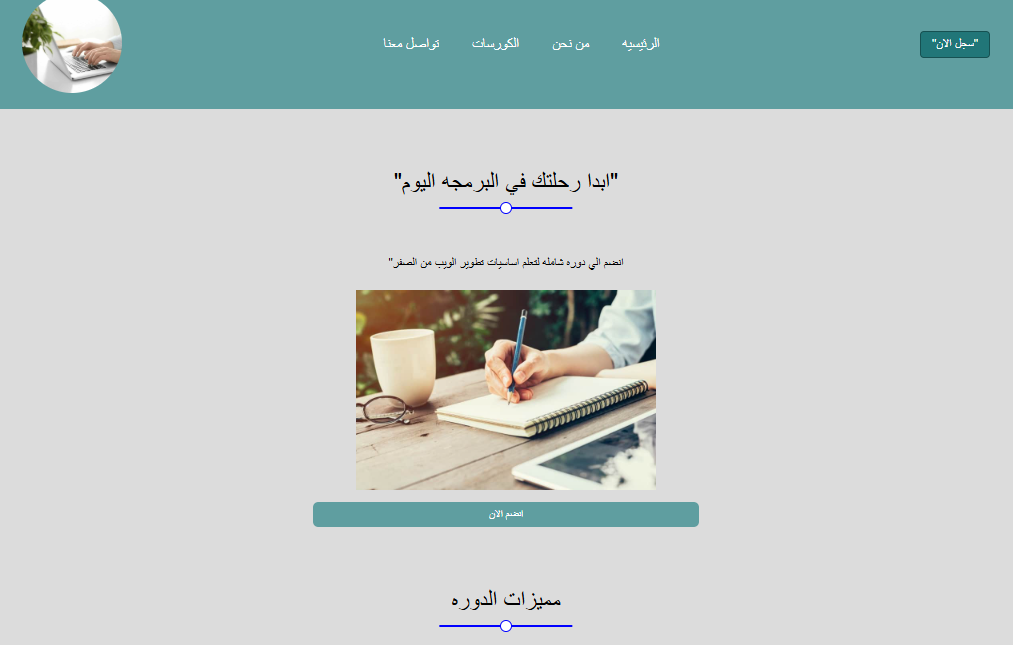 الرئيسيه
من نحن
الكورسات
تواصل معنا
"سجل الان"
"ابدا رحلتك في البرمجه اليوم"
انضم الي دوره شامله لتعلم اساسيات تطوير الويب من الصفر"
انضم الان
مميزات الدوره